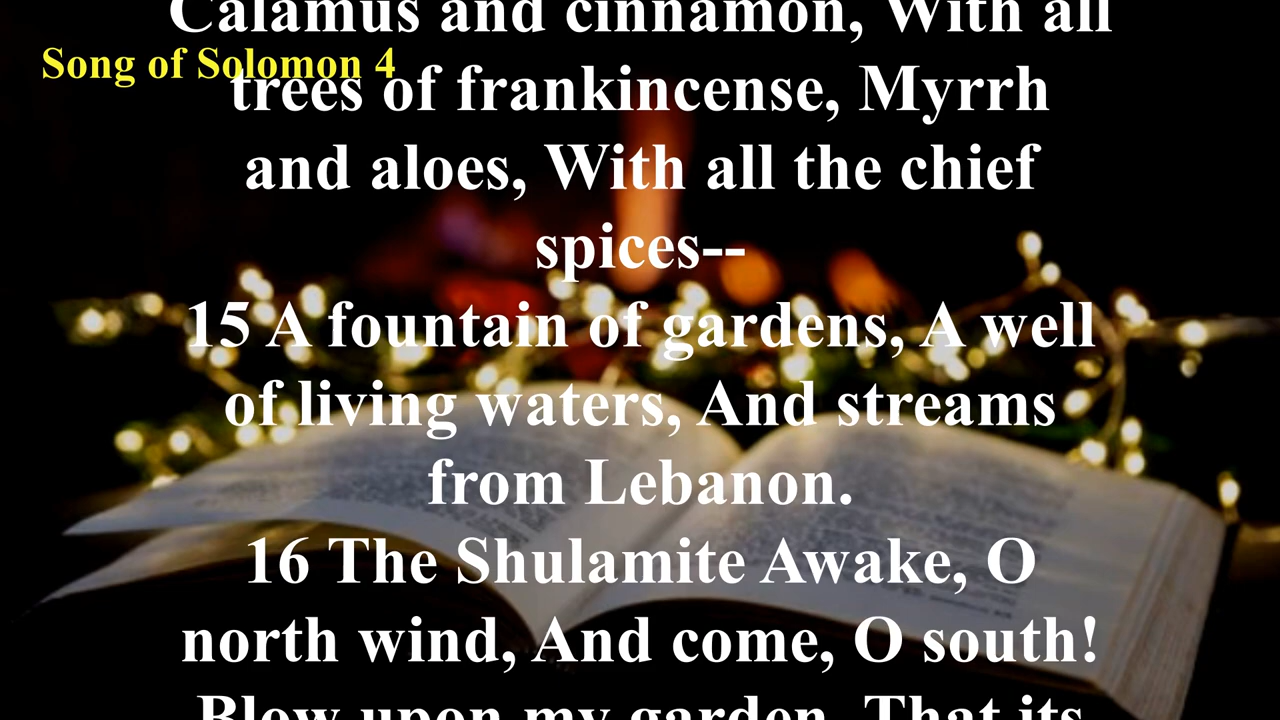 Calamus and cinnamon, With all
Song of Solomon 4
trees of frankincense, Myrrh
and aloes, With all the chief
spices--
15 A fountain of gardens, A well
of living waters, And streams
from Lebanon.
16 The Shulamite Awake, O
north wind, And come, O south!
Blow upon my garden, That its